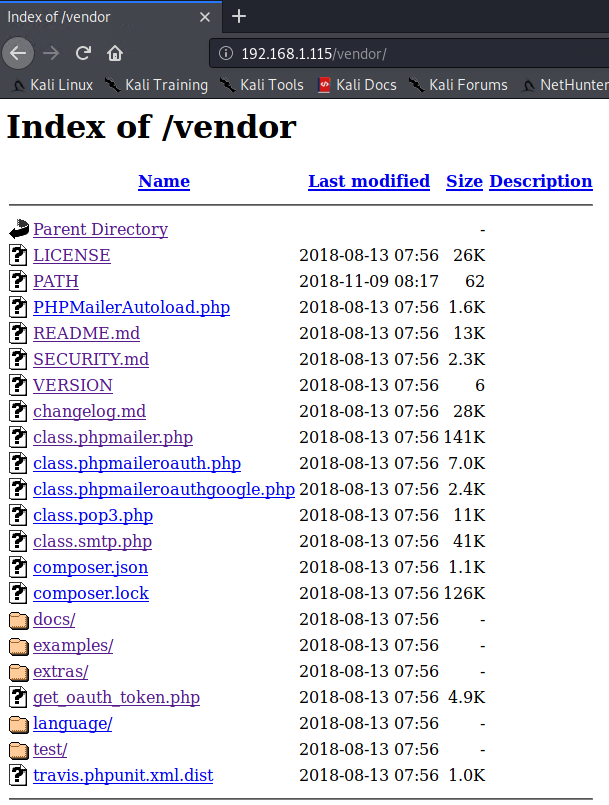 Index of /vendor
192.168.1.115/vendor/
Kali Linux Kali Training Kali Tools Kali Docs Kali Forums NetHunter
Index of /vendor
Name Last modified Size Description
Parent Directory -
LICENSE 2018-08-13 07:56 26K
PATH 2018-11-09 08:17 62
PHPMailerAutoload.php 2018-08-13 07:56 1.6K
README.md 2018-08-13 07:56 13K
SECURITY.md 2018-08-13 07:56 2.3K
VERSION 2018-08-13 07:56 6
changelog.md 2018-08-13 07:56 28K
class.phpmailer.php 2018-08-13 07:56 141K
class.phpmaileroauth.php 2018-08-13 07:56 7.0K
class.phpmaileroauthgoogle.php 2018-08-13 07:56 2.4K
class.pop3.php 2018-08-13 07:56 11K
class.smtp.php 2018-08-13 07:56 41K
composer.json 2018-08-13 07:56 1.1K
composer.lock 2018-08-13 07:56 126K
docs/ 2018-08-13 07:56 -
examples/ 2018-08-13 07:56 -
extras/ 2018-08-13 07:56 -
get_oauth_token.php 2018-08-13 07:56 4.9K
language/ 2018-08-13 07:56 -
test/ 2018-08-13 07:56 -
travis.phpunit.xml.dist 2018-08-13 07:56 1.0K